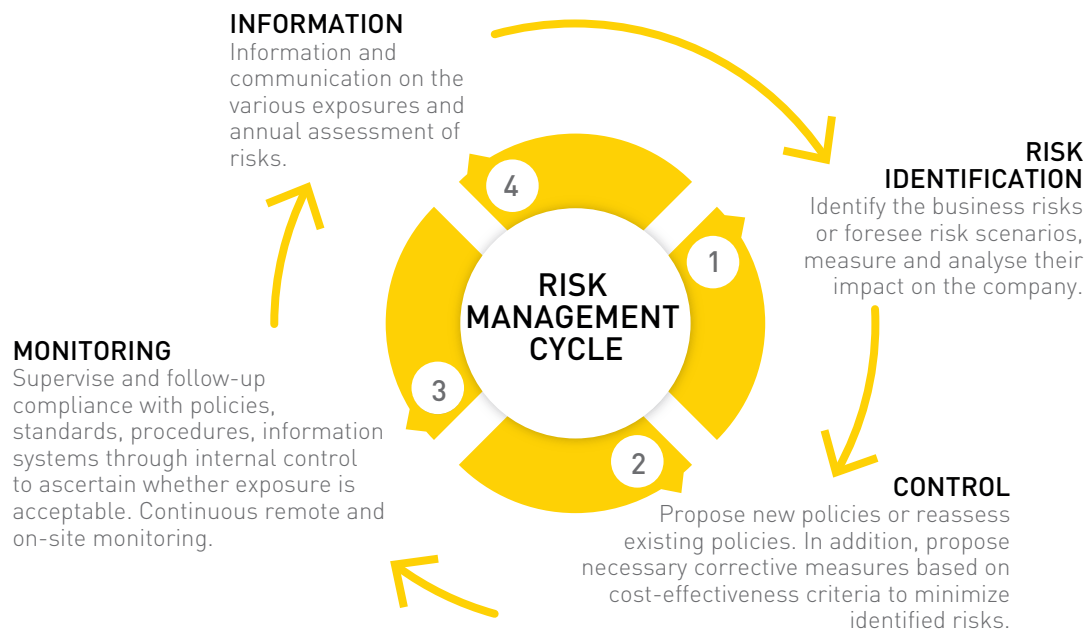 INFORMATION
Information and
communication on the
various exposures and
annual assessment of
risks.
RISK
IDENTIFICATION
Identify the business risks
or foresee risk scenarios,
measure and analyse their
impact on the company.
4
1
RISK
MANAGEMENT
CYCLE
3
2
MONITORING
Supervise and follow-up
compliance with policies,
standards, procedures, information
systems through internal control
to ascertain whether exposure is
acceptable. Continuous remote and
on-site monitoring.
CONTROL
Propose new policies or reassess
existing policies. In addition, propose
necessary corrective measures based on
cost-effectiveness criteria to minimize
identified risks.